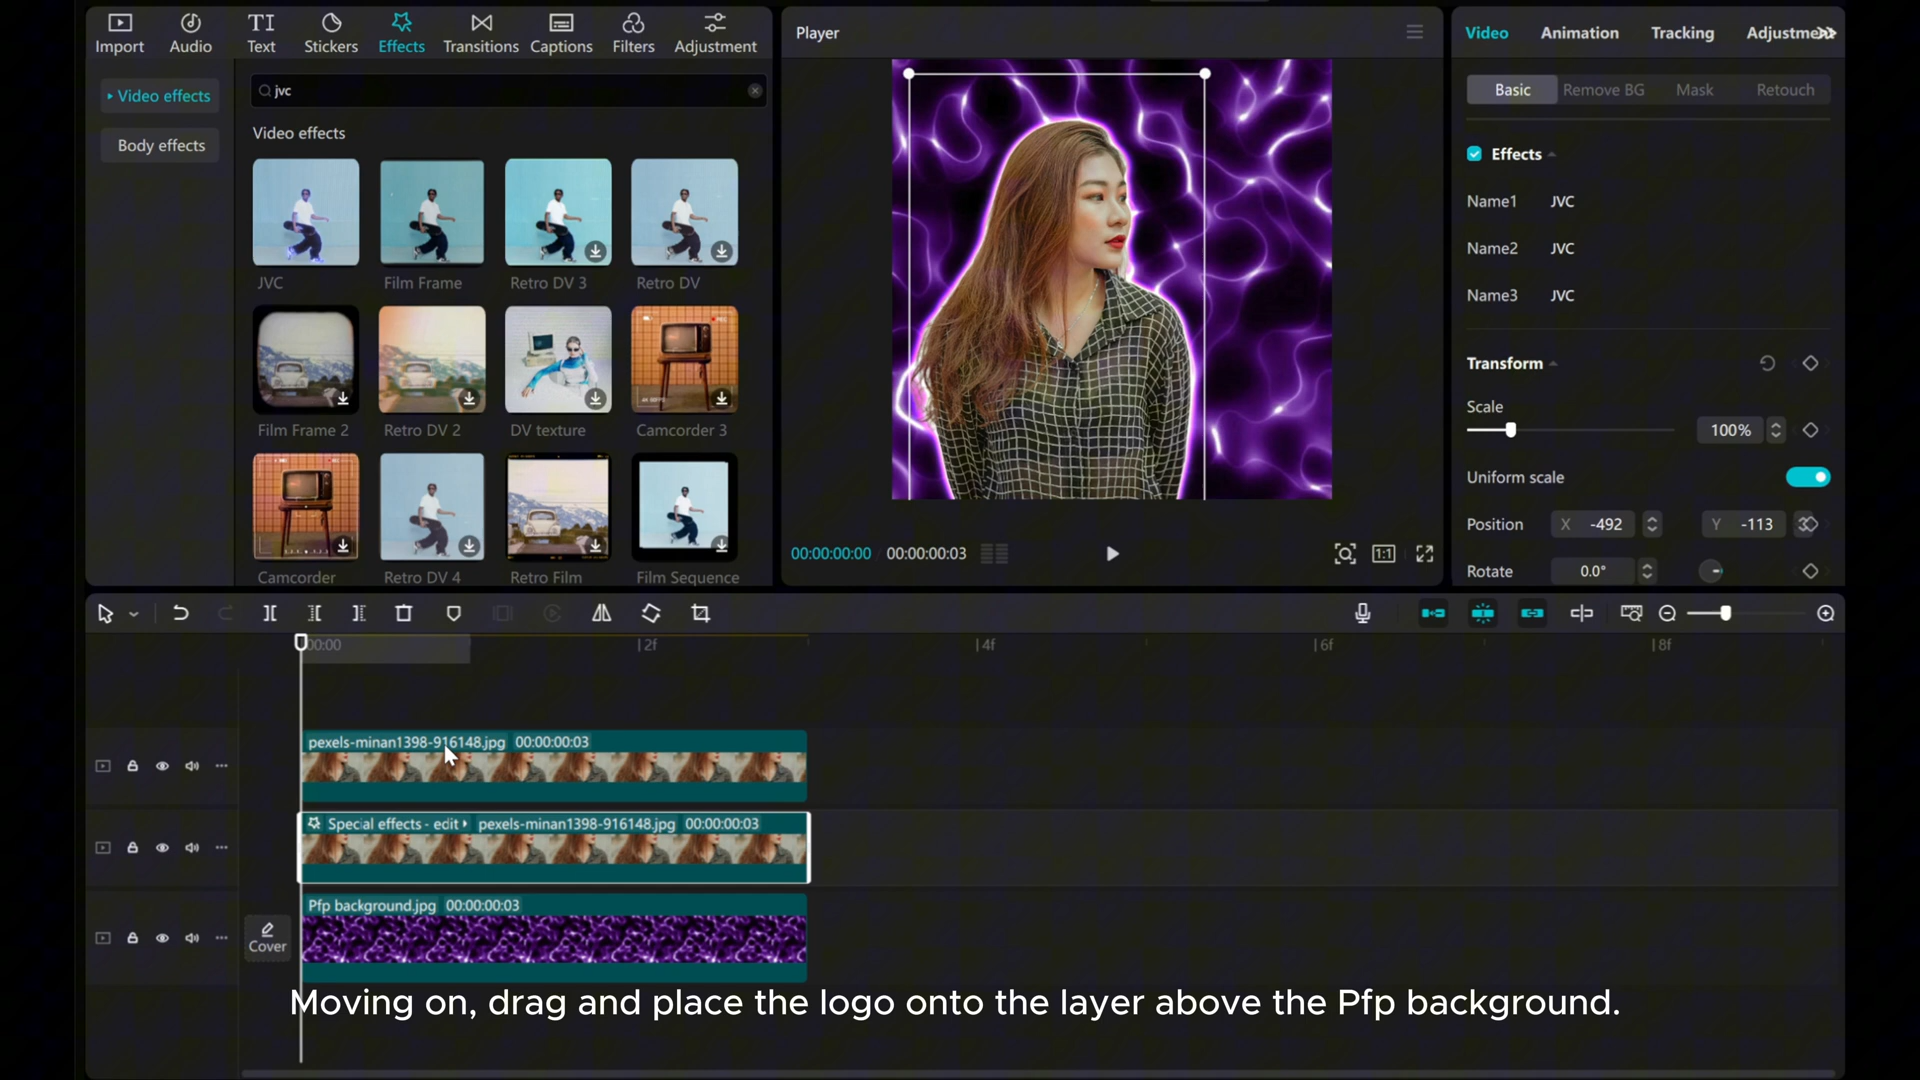 Import
Audio
Text
Stickers
Effects
Transitions
Captions
Filters
Adjustment
Video effects
Body effects
jvc
Video effects
JVC
Film Frame
Retro DV 3
Retro DV
Film Frame 2
Retro DV 2
DV texture
Camcorder 3
Camcorder
Retro DV 4
Retro Film
Film Sequence
Player
00:00:00:00
00:00:00:03
1:1
Video
Animation
Tracking
Basic
Remove BG
Mask
Retouch
Effects
Name1 JVC
Name2 JVC
Name3 JVC
Transform
Scale
100%
Uniform scale
Position X -492 Y -113
Rotate 0.0°
00:00
2f
4f
6f
8f
pexels-minan1398-916148.jpg 00:00:00:03
Special effects - edit pexels-minan1398-916148.jpg 00:00:00:03
Pfp background.jpg 00:00:00:03
Cover
Moving on, drag and place the logo onto the layer above the Pfp background.